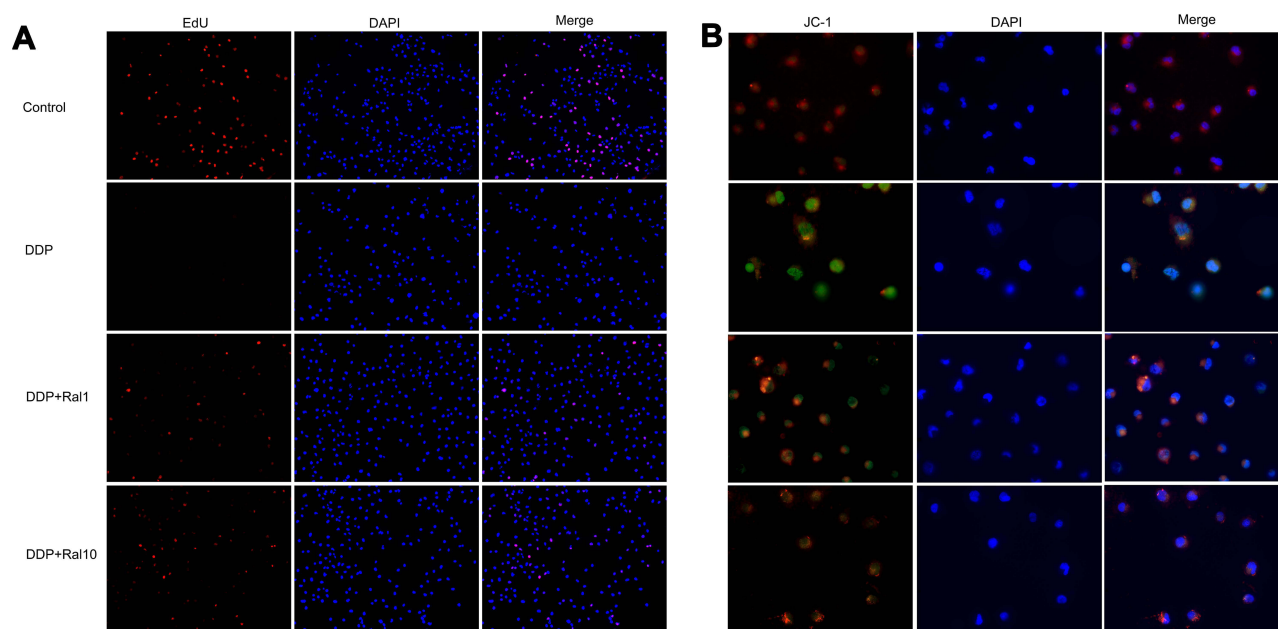 A
EdU DAPI Merge
B
JC-1 DAPI Merge
Control
DDP
DDP+Ral1
DDP+Ral10